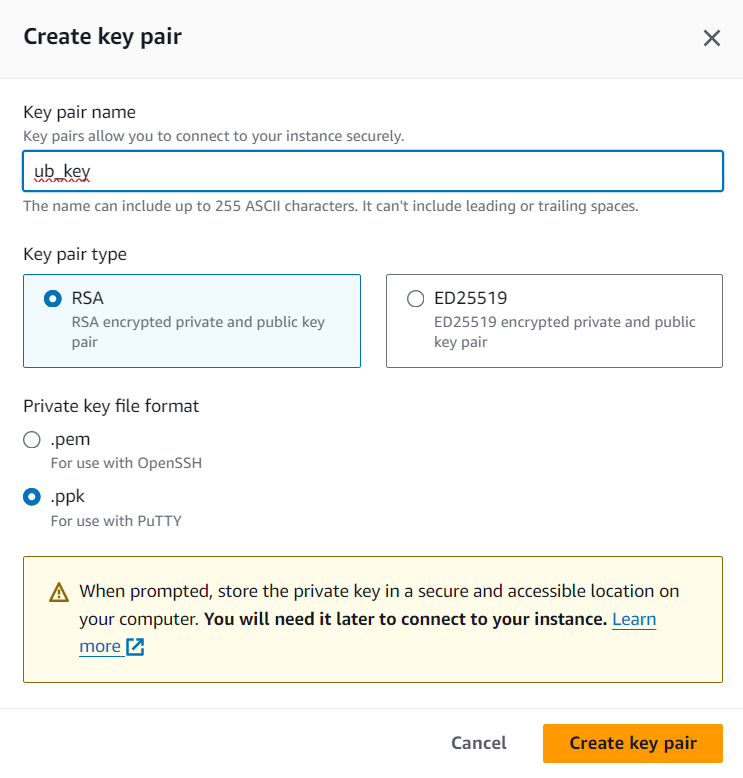 Create key pair
Key pair name
Key pairs allow you to connect to your instance securely.
ub_key
The name can include up to 255 ASCII characters. It can't include leading or trailing spaces.
Key pair type
RSA
RSA encrypted private and public key
pair
ED25519
ED25519 encrypted private and public
key pair
Private key file format
.pem
For use with OpenSSH
.ppk
For use with PuTTY
When prompted, store the private key in a secure and accessible location on
your computer. You will need it later to connect to your instance. Learn
more
Cancel
Create key pair